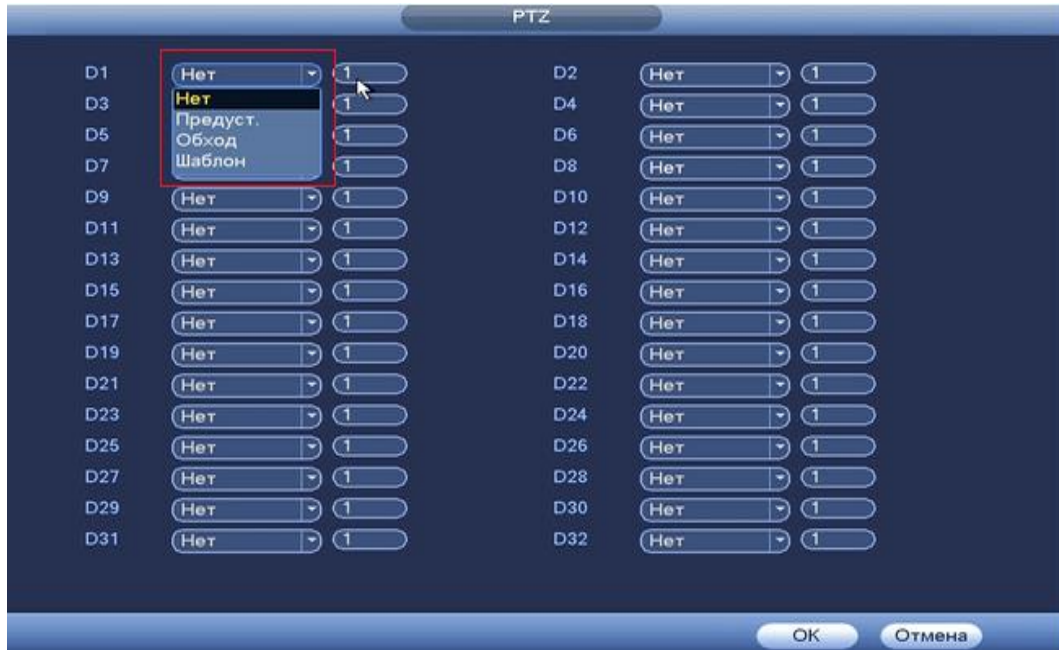 PTZ
D1 Нет 1 D2 Нет 1
Нет
D3 1 D4 Нет 1
Предуст.
D5 Обход 1 D6 Нет 1
D7 Шаблон 1 D8 Нет 1
D9 Нет 1 D10 Нет 1
D11 Нет 1 D12 Нет 1
D13 Нет 1 D14 Нет 1
D15 Нет 1 D16 Нет 1
D17 Нет 1 D18 Нет 1
D19 Нет 1 D20 Нет 1
D21 Нет 1 D22 Нет 1
D23 Нет 1 D24 Нет 1
D25 Нет 1 D26 Нет 1
D27 Нет 1 D28 Нет 1
D29 Нет 1 D30 Нет 1
D31 Нет 1 D32 Нет 1
OK Отмена